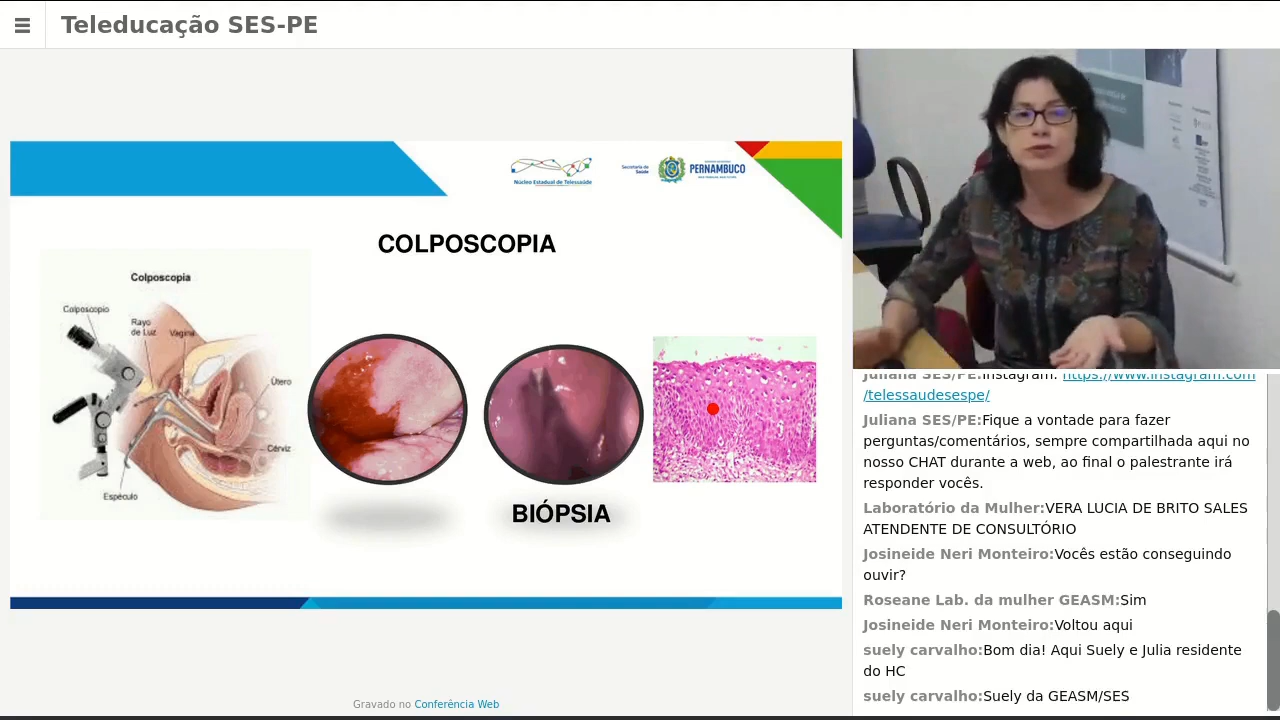 Teleducação SES-PE
Núcleo Estadual de Telessaúde
Secretaria de
Saúde
PERNAMBUCO
COLPOSCOPIA
Colposcopia
Colposcopio
Rayo
de Luz
Vagina
Útero
Cérviz
Espéculo
BIÓPSIA
Gravado no Conferência Web
Juliana SES/PE:Instagram: https://www.instagram.com
/telessaudesespe/
Juliana SES/PE:Fique a vontade para fazer
perguntas/comentários, sempre compartilhada aqui no
nosso CHAT durante a web, ao final o palestrante irá
responder vocês.
Laboratório da Mulher:VERA LUCIA DE BRITO SALES
ATENDENTE DE CONSULTÓRIO
Josineide Neri Monteiro:Vocês estão conseguindo
ouvir?
Roseane Lab. da mulher GEASM:Sim
Josineide Neri Monteiro:Voltou aqui
suely carvalho:Bom dia! Aqui Suely e Julia residente
do HC
suely carvalho:Suely da GEASM/SES